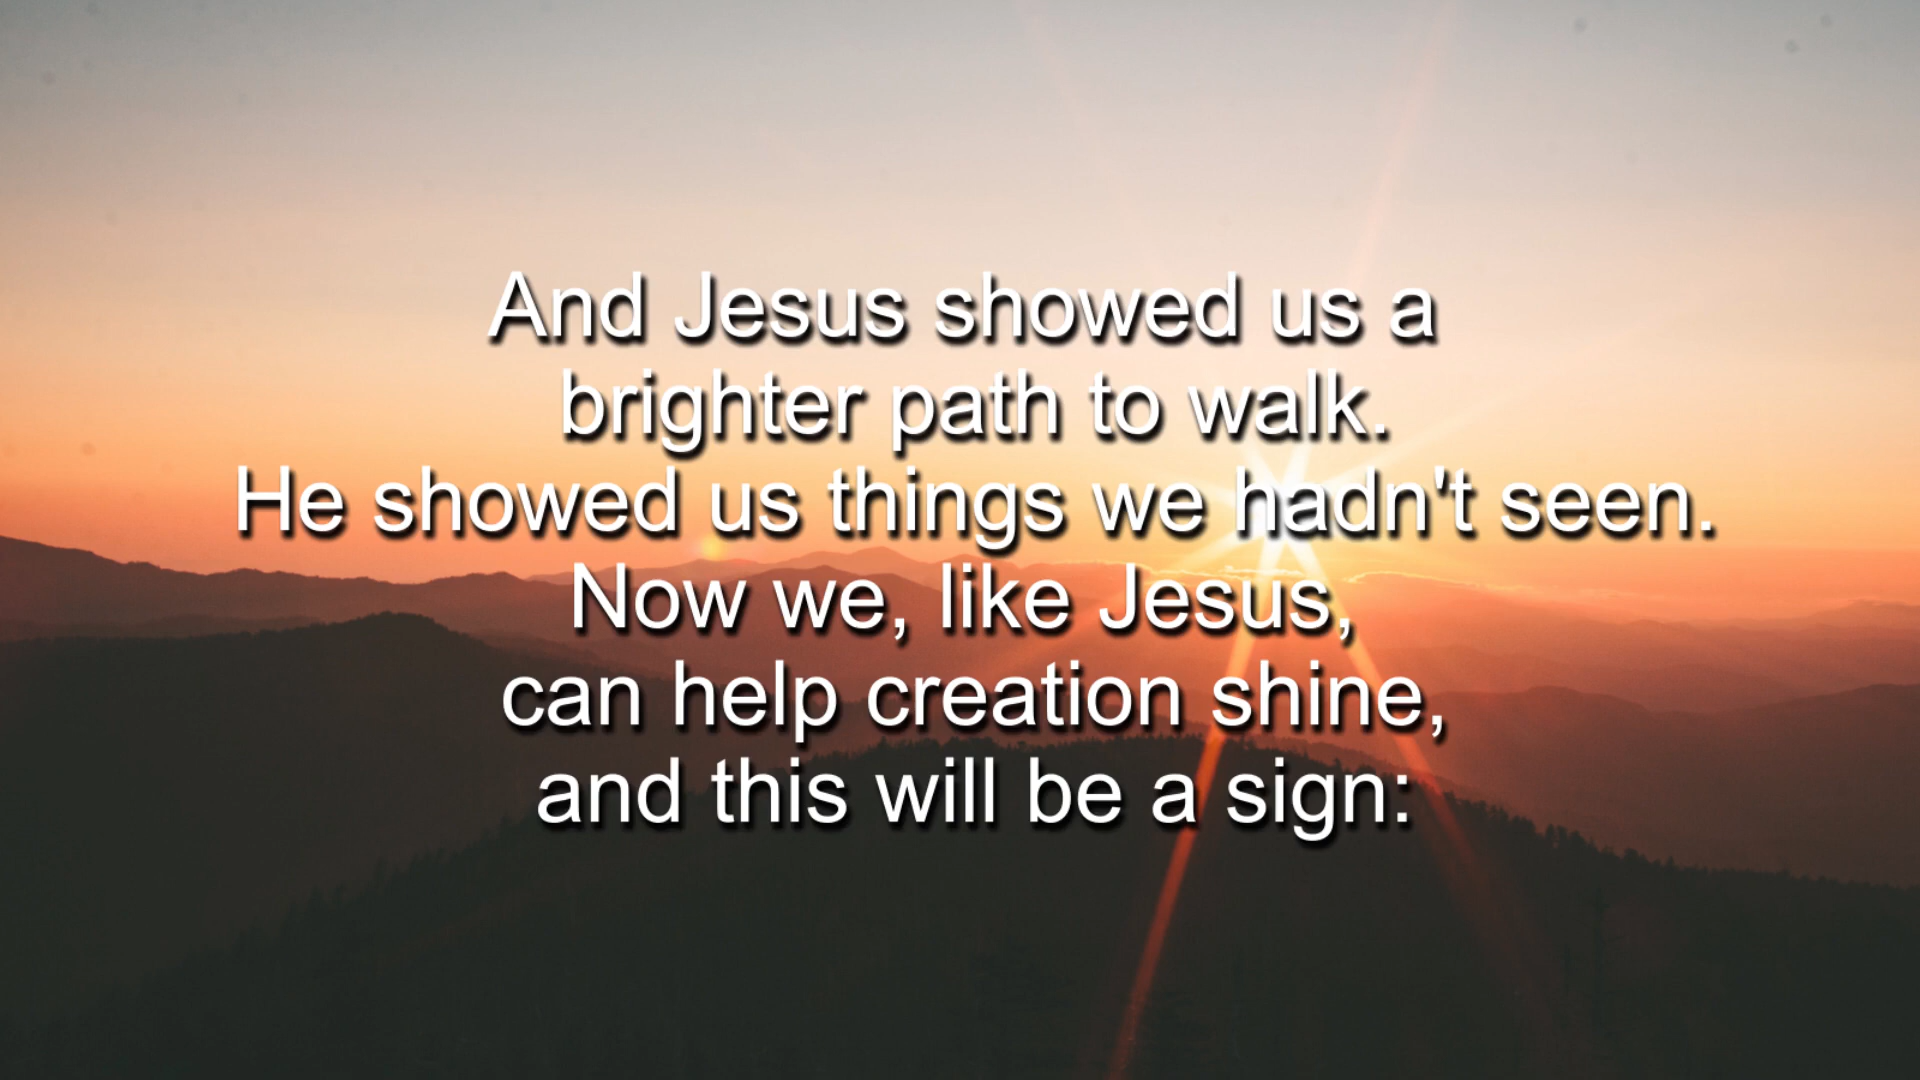 And Jesus showed us a
brighter path to walk.
He showed us things we hadn't seen.
Now we, like Jesus,
can help creation shine,
and this will be a sign: